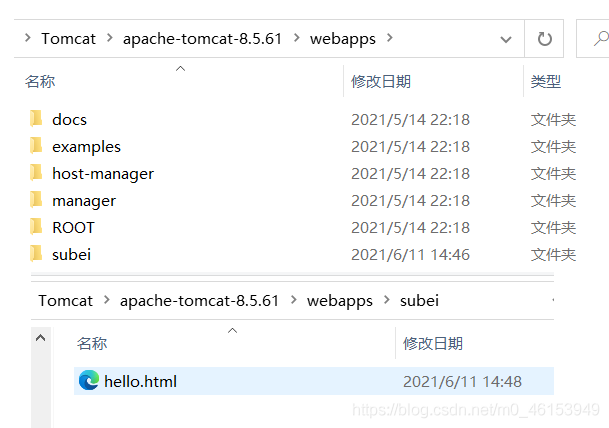 Tomcat > apache-tomcat-8.5.61 > webapps >
名称 修改日期 类型
docs 2021/5/14 22:18 文件夹
examples 2021/5/14 22:18 文件夹
host-manager 2021/5/14 22:18 文件夹
manager 2021/5/14 22:18 文件夹
ROOT 2021/5/14 22:18 文件夹
subei 2021/6/11 14:46 文件夹
Tomcat > apache-tomcat-8.5.61 > webapps > subei
名称 修改日期
hello.html 2021/6/11 14:48
https://blog.csdn.net/m0_46153949